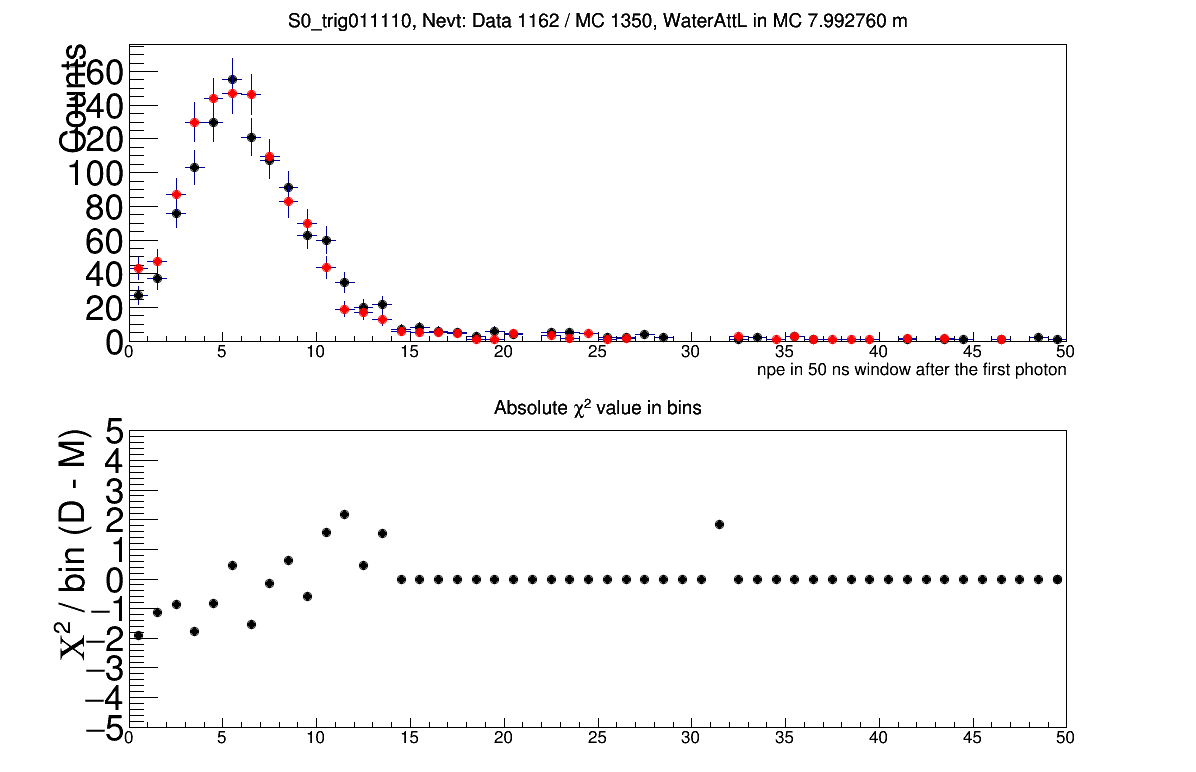 S0_trig011110, Nevt: Data 1162 / MC 1350, WaterAttL in MC 7.992760 m
Counts
160
140
120
100
80
60
40
20
0
0 5 10 15 20 25 30 35 40 45 50
npe in 50 ns window after the first photon
Absolute χ² value in bins
X² / bin (D - M)
5
4
3
2
1
0
−1
−2
−3
−4
−5
0 5 10 15 20 25 30 35 40 45 50